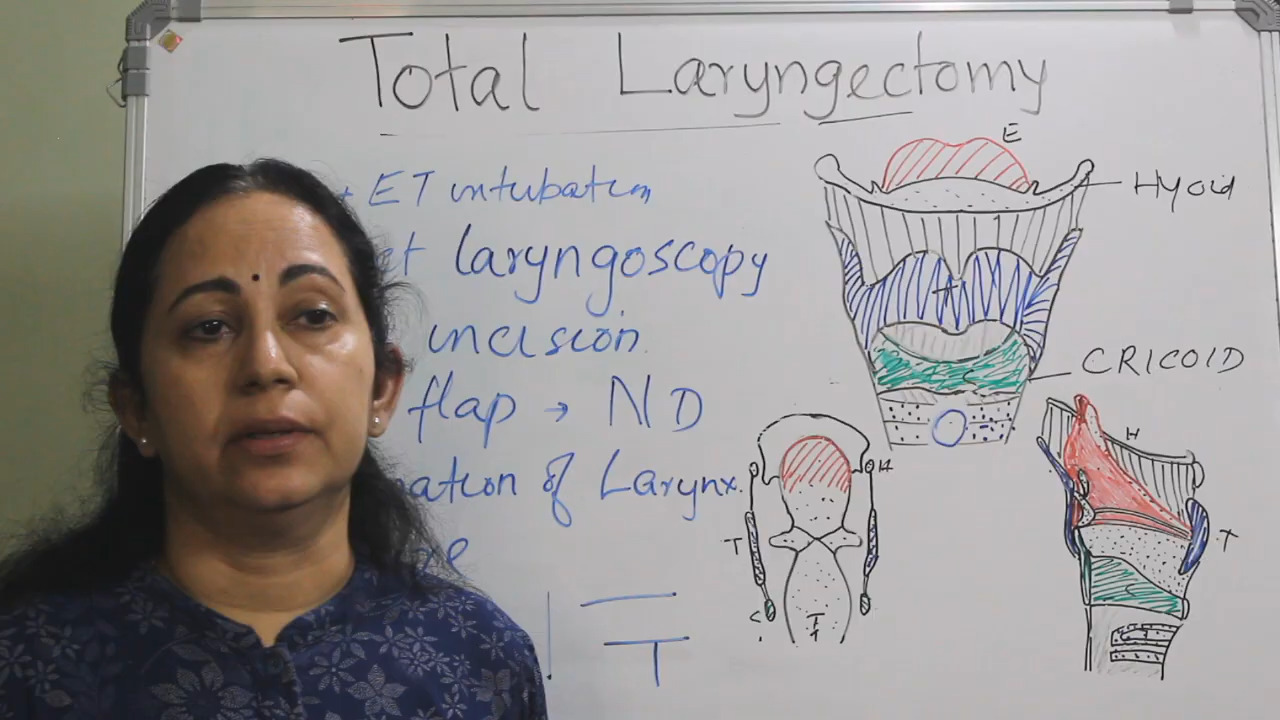 Total Laryngectomy
E
+ ET intubation
Hyoid
laryngoscopy
incision
CRICOID
C
flap → ND
H
H
of Larynx.
T
T
C
T
T